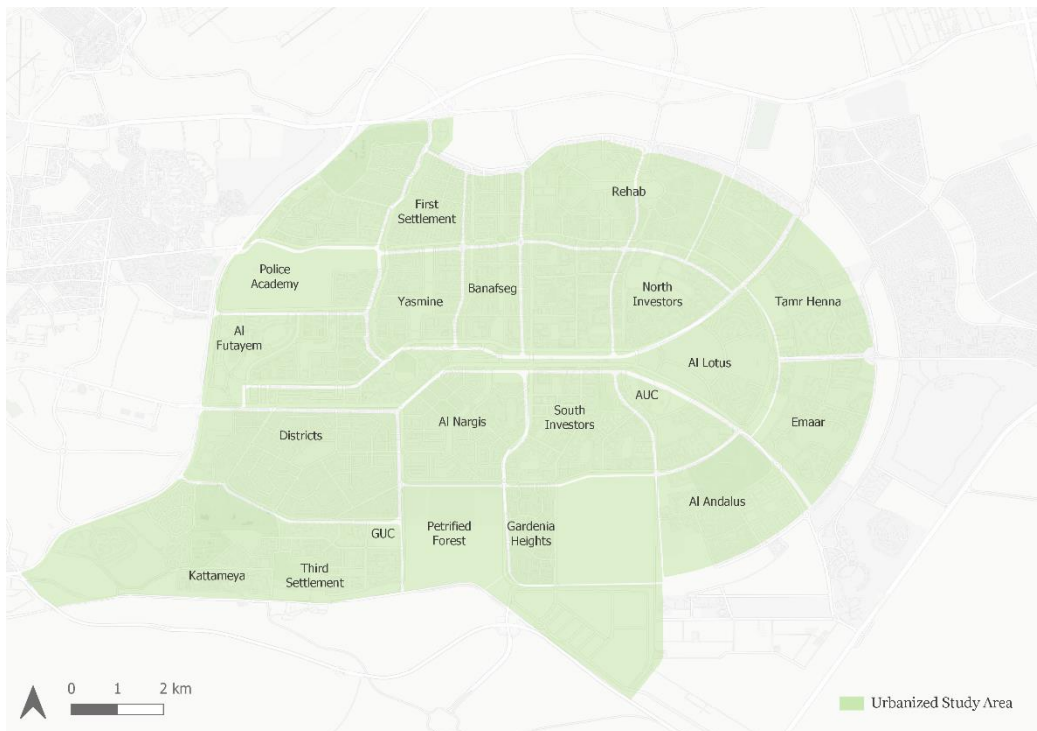 Rehab
First
Settlement
Police
Academy
Banafseg
North
Investors
Yasmine
Tamr Henna
Al
Futayem
Al Lotus
AUC
South
Investors
Al Nargis
Emaar
Districts
Al Andalus
GUC
Petrified
Forest
Gardenia
Heights
Kattameya
Third
Settlement
0 1 2 km
Urbanized Study Area